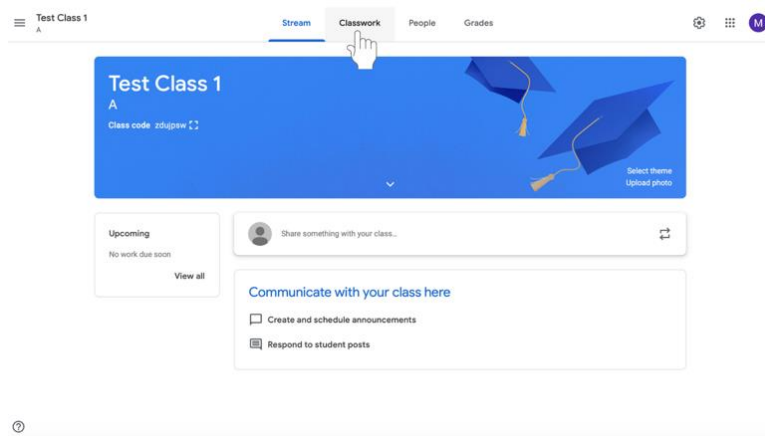 Test Class 1
A
Stream Classwork People Grades
M
Test Class 1
A
Class code zdujpsw
Select theme
Upload photo
Upcoming
No work due soon
View all
Share something with your class...
Communicate with your class here
Create and schedule announcements
Respond to student posts